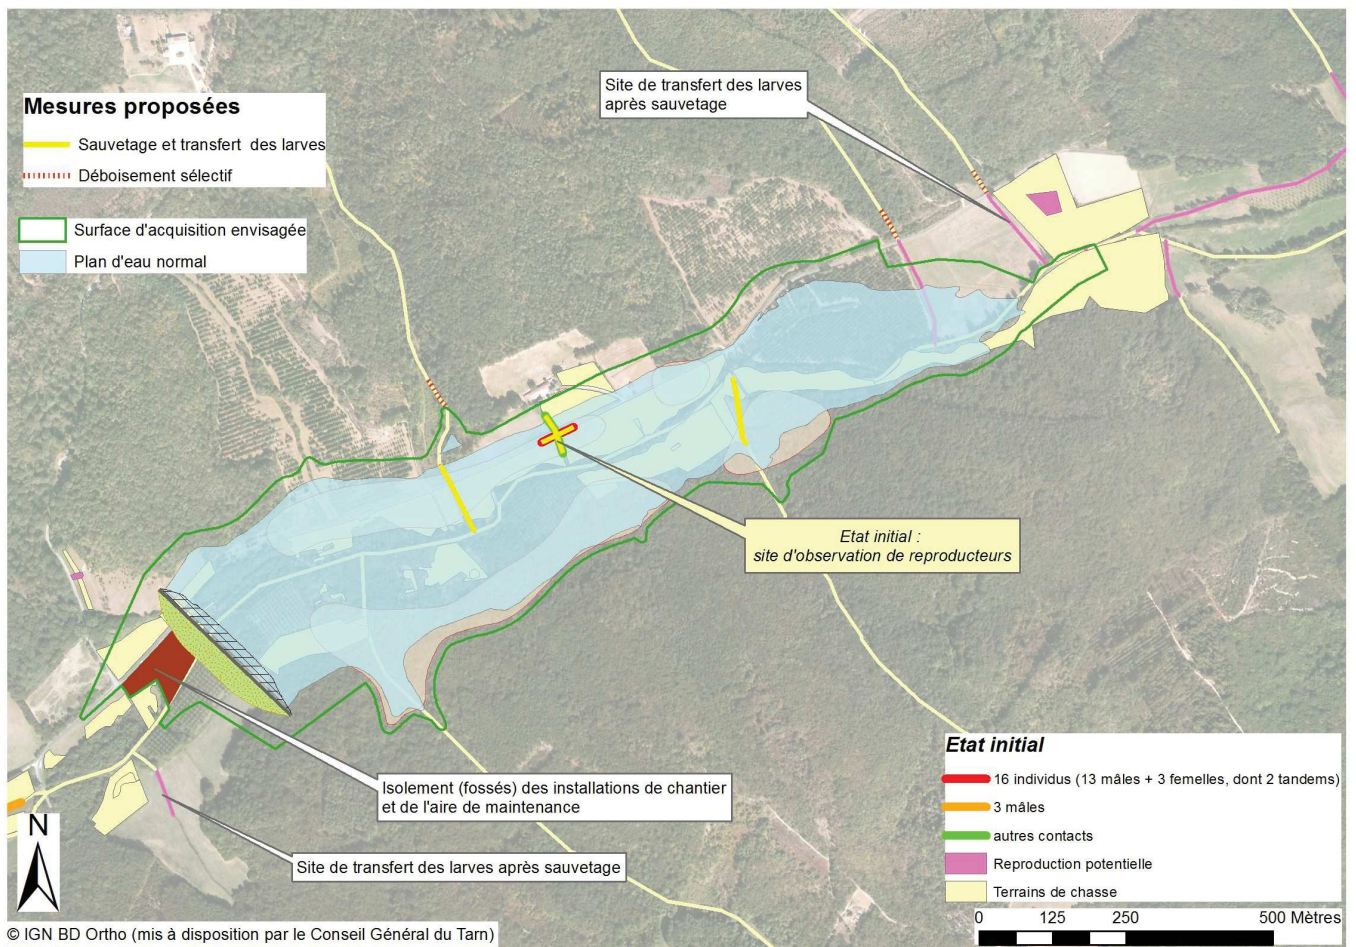 Site de transfert des larves
après sauvetage
Mesures proposées
Sauvetage et transfert des larves
Déboisement sélectif
Surface d'acquisition envisagée
Plan d'eau normal
Etat initial :
site d'observation de reproducteurs
Etat initial
16 individus (13 mâles + 3 femelles, dont 2 tandems)
3 mâles
autres contacts
Reproduction potentielle
Terrains de chasse
Isolement (fossés) des installations de chantier
et de l'aire de maintenance
Site de transfert des larves après sauvetage
N
0 125 250 500 Mètres
© IGN BD Ortho (mis à disposition par le Conseil Général du Tarn)